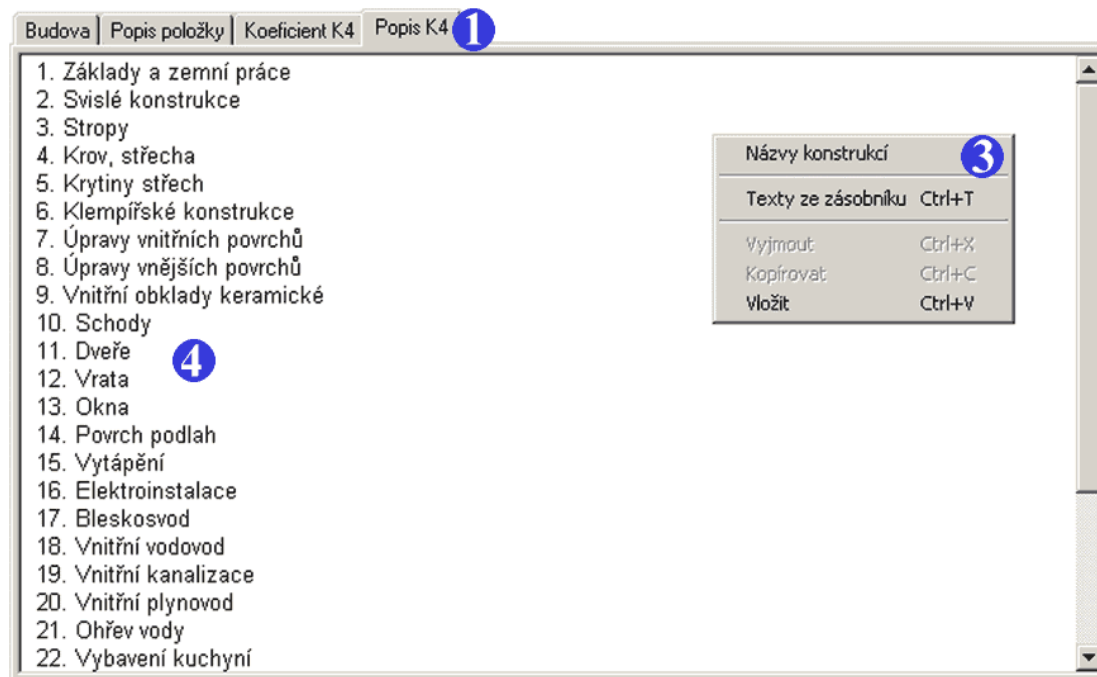 Budova Popis položky Koeficient K4 Popis K4 1
1. Základy a zemní práce
2. Svislé konstrukce
3. Stropy
4. Krov, střecha
5. Krytiny střech
6. Klempířské konstrukce
7. Úpravy vnitřních povrchů
8. Úpravy vnějších povrchů
9. Vnitřní obklady keramické
10. Schody
11. Dveře
12. Vrata
13. Okna
14. Povrch podlah
15. Vytápění
16. Elektroinstalace
17. Bleskosvod
18. Vnitřní vodovod
19. Vnitřní kanalizace
20. Vnitřní plynovod
21. Ohřev vody
22. Vybavení kuchyní
4
Názvy konstrukcí 3
Texty ze zásobníku Ctrl+T
Vyjmout Ctrl+X
Kopírovat Ctrl+C
Vložit Ctrl+V